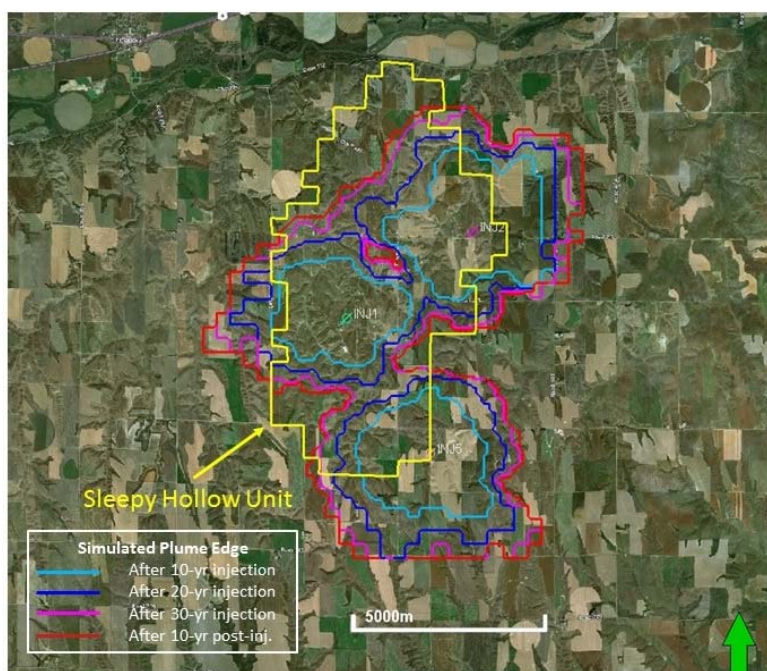 INJ2
INJ1
INJ5
Sleepy Hollow Unit
Simulated Plume Edge
After 10-yr injection
After 20-yr injection
After 30-yr injection
After 10-yr post-inj.
5000m